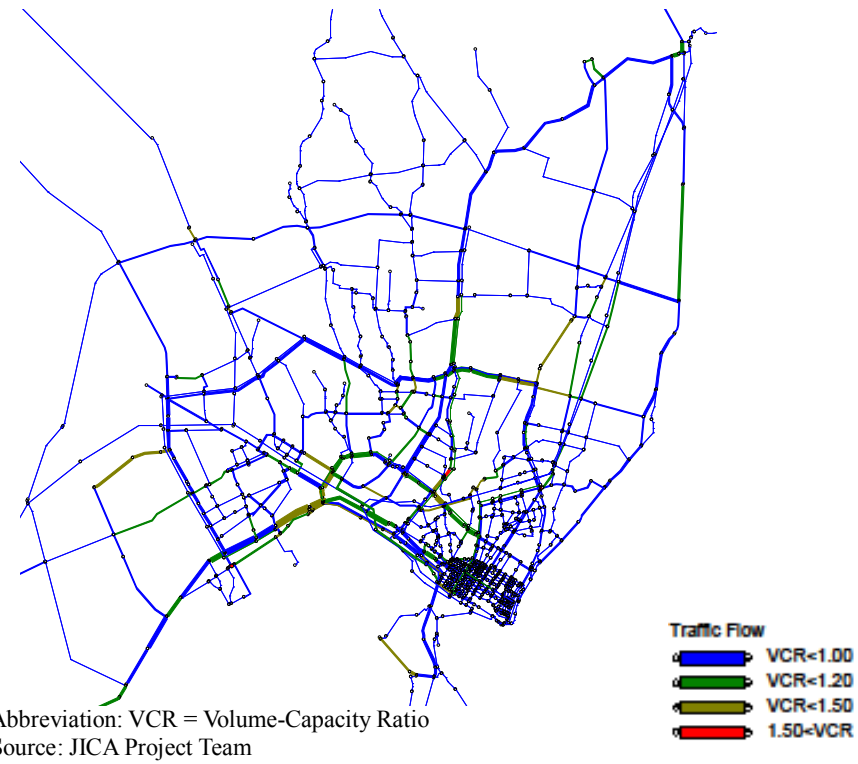 Traffic Flow
VCR<1.00
VCR<1.20
VCR<1.50
1.50<VCR
Abbreviation: VCR = Volume-Capacity Ratio
Source: JICA Project Team